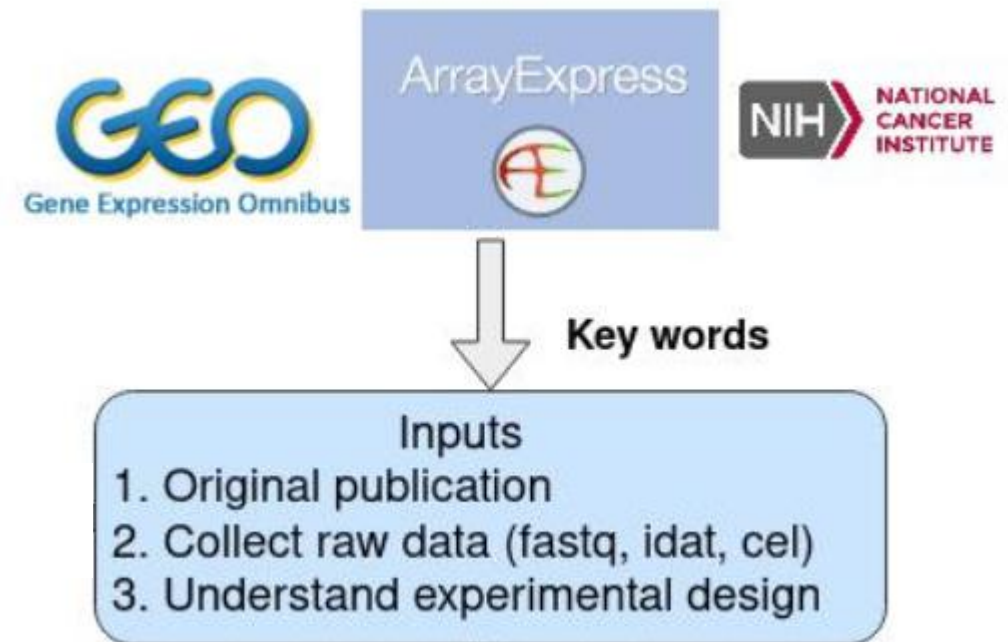 GEO
Gene Expression Omnibus
ArrayExpress
AE
NIH
NATIONAL
CANCER
INSTITUTE
Key words
Inputs
1. Original publication
2. Collect raw data (fastq, idat, cel)
3. Understand experimental design